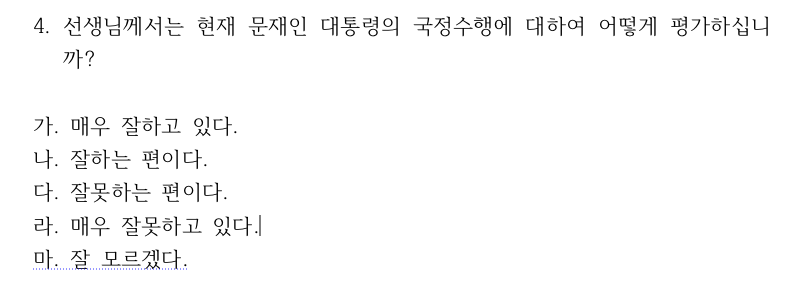 4. 선생님께서는 현재 문재인 대통령의 국정수행에 대하여 어떻게 평가하십니
까?
가. 매우 잘하고 있다.
나. 잘하는 편이다.
다. 잘못하는 편이다.
라. 매우 잘못하고 있다.
마. 잘 모르겠다.